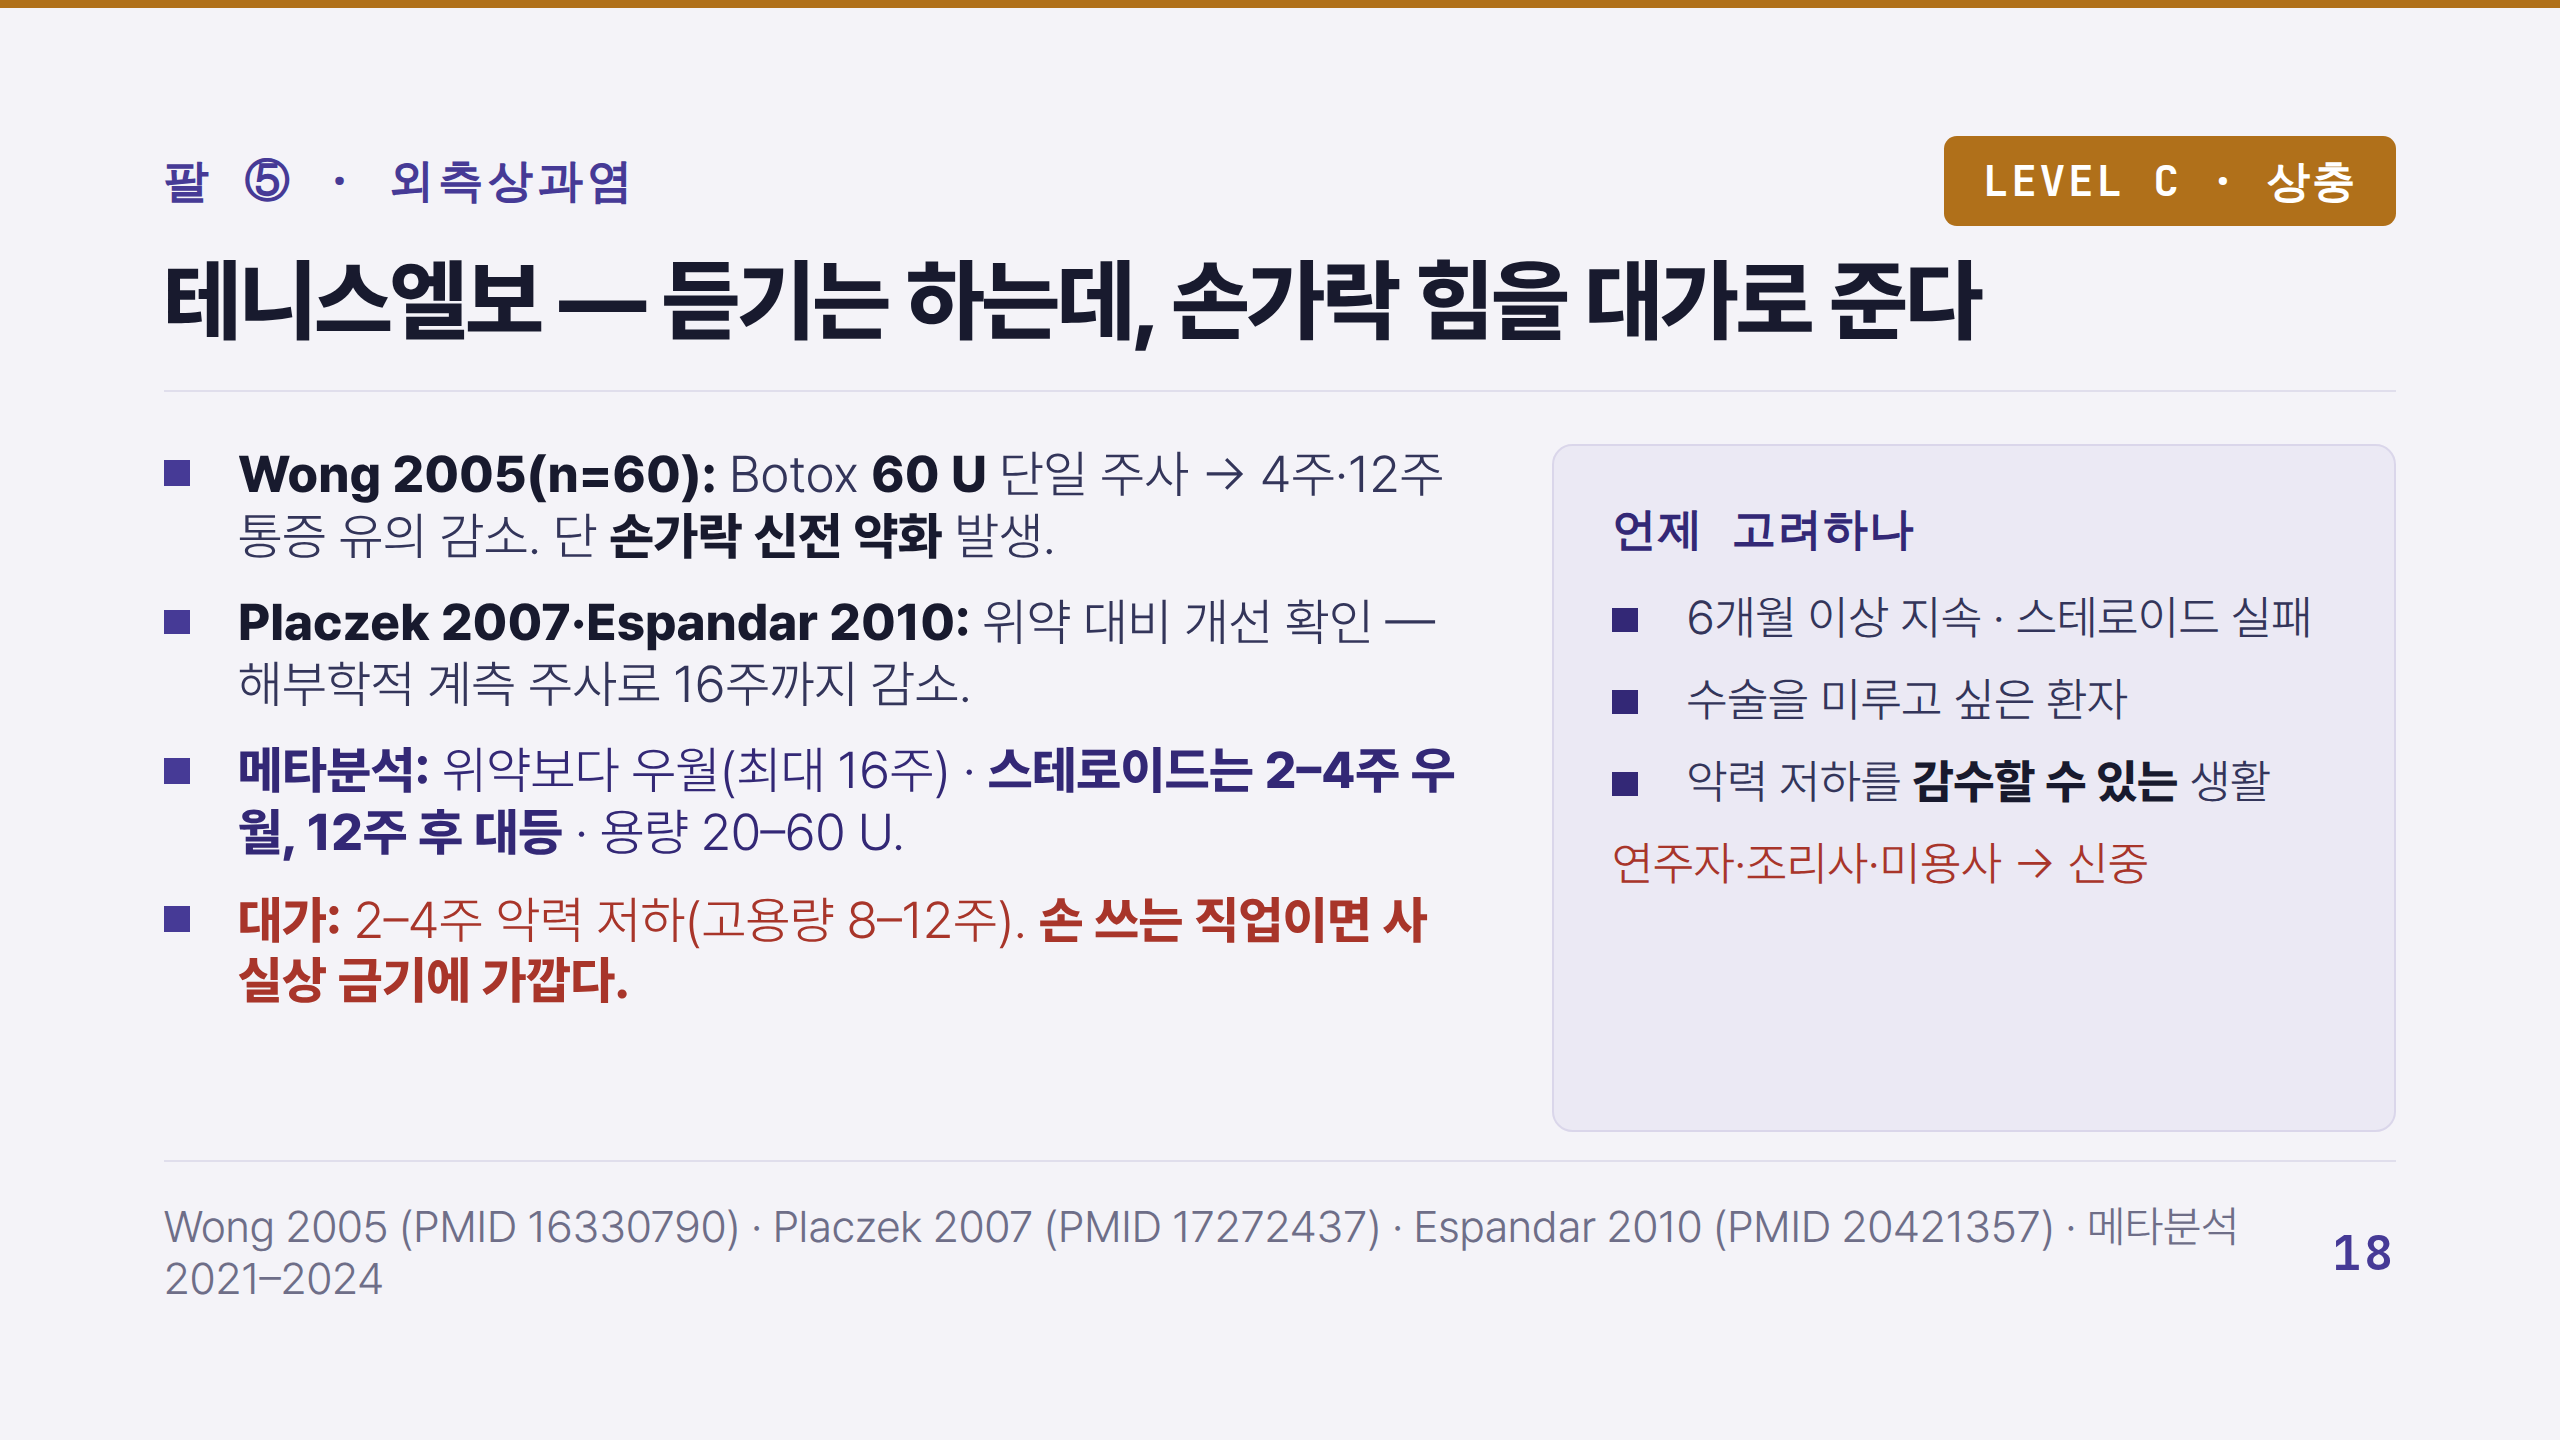 팔 ⑤ · 외측상과염
LEVEL C · 상충
테니스엘보 — 듣기는 하는데, 손가락 힘을 대가로 준다
Wong 2005(n=60): Botox 60 U 단일 주사 → 4주·12주
통증 유의 감소. 단 손가락 신전 약화 발생.
Placzek 2007·Espandar 2010: 위약 대비 개선 확인 —
해부학적 계측 주사로 16주까지 감소.
메타분석: 위약보다 우월(최대 16주) · 스테로이드는 2–4주 우
월, 12주 후 대등 · 용량 20–60 U.
대가: 2–4주 악력 저하(고용량 8–12주). 손 쓰는 직업이면 사
실상 금기에 가깝다.
언제 고려하나
6개월 이상 지속 · 스테로이드 실패
수술을 미루고 싶은 환자
악력 저하를 감수할 수 있는 생활
연주자·조리사·미용사 → 신중
Wong 2005 (PMID 16330790) · Placzek 2007 (PMID 17272437) · Espandar 2010 (PMID 20421357) · 메타분석
2021–2024
18